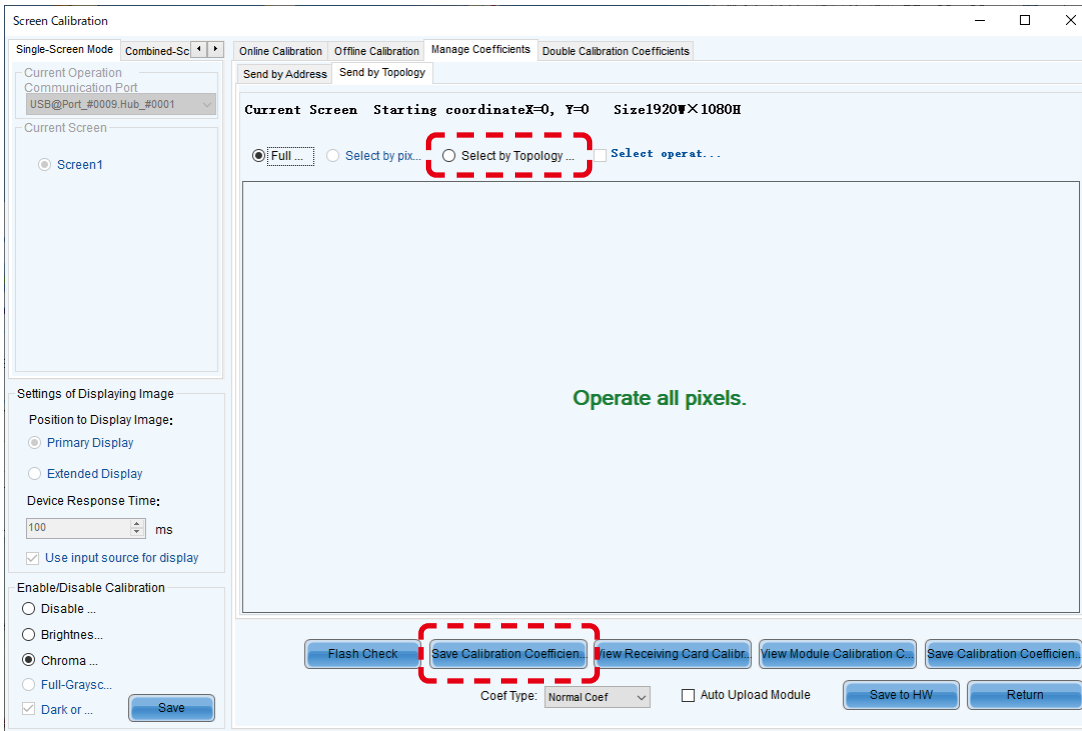 Screen Calibration
Single-Screen Mode Combined-Sc
Current Operation
Communication Port
USB@Port_#0009.Hub_#0001
Current Screen
Screen1
Settings of Displaying Image
Position to Display Image:
Primary Display
Extended Display
Device Response Time:
100 ms
Use input source for display
Enable/Disable Calibration
Disable ...
Brightnes...
Chroma ...
Full-Graysc...
Dark or ...
Save
Online Calibration Offline Calibration Manage Coefficients Double Calibration Coefficients
Send by Address Send by Topology
Current Screen Starting coordinateX=0, Y=0 Size1920W×1080H
Full ... Select by pix... Select by Topology ... Select operat...
Operate all pixels.
Flash Check Save Calibration Coefficien... View Receiving Card Calibr... View Module Calibration C... Save Calibration Coefficien...
Coef Type: Normal Coef Auto Upload Module Save to HW Return